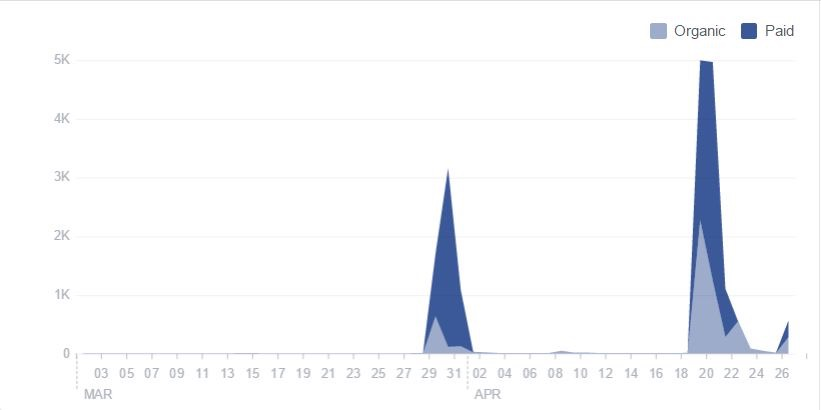 Organic Paid
5K
4K
3K
2K
1K
0
03 05 07 09 11 13 15 17 19 21 23 25 27 29 31 02 04 06 08 10 12 14 16 18 20 22 24 26
MAR APR